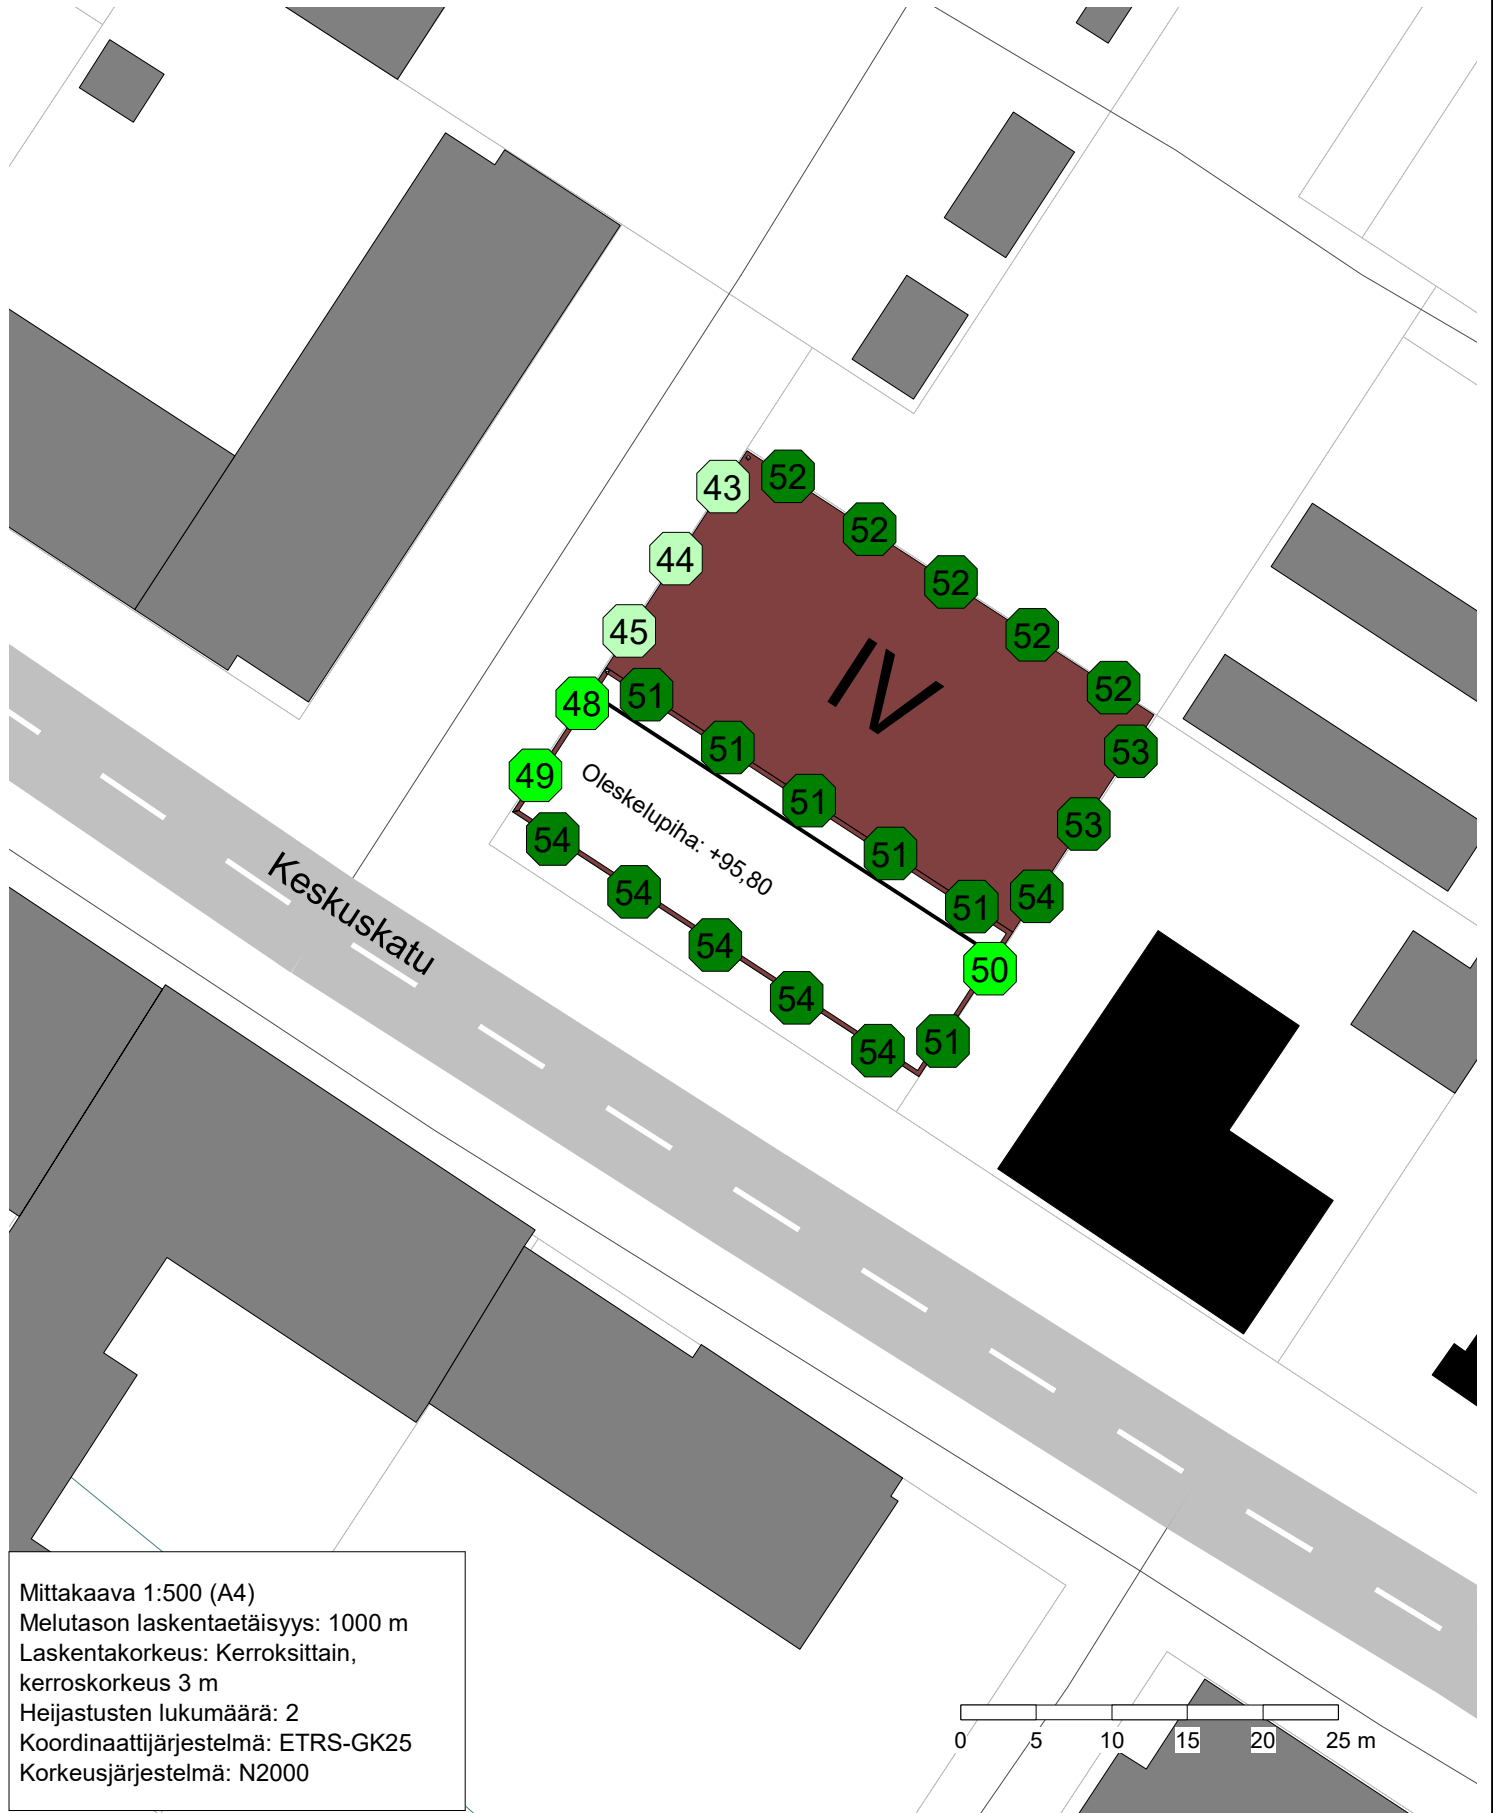 43
52
52
44
52
45
52
52
48
51
53
51
49
51
53
54
51
54
51
54
50
54
51
54
54
IV
Oleskelupiha: +95,80
Keskuskatu
Mittakaava 1:500 (A4)
Melutason laskentaetäisyys: 1000 m
Laskentakorkeus: Kerroksittain,
kerroskorkeus 3 m
Heijastusten lukumäärä: 2
Koordinaattijärjestelmä: ETRS-GK25
Korkeusjärjestelmä: N2000
0 5 10 15 20 25 m